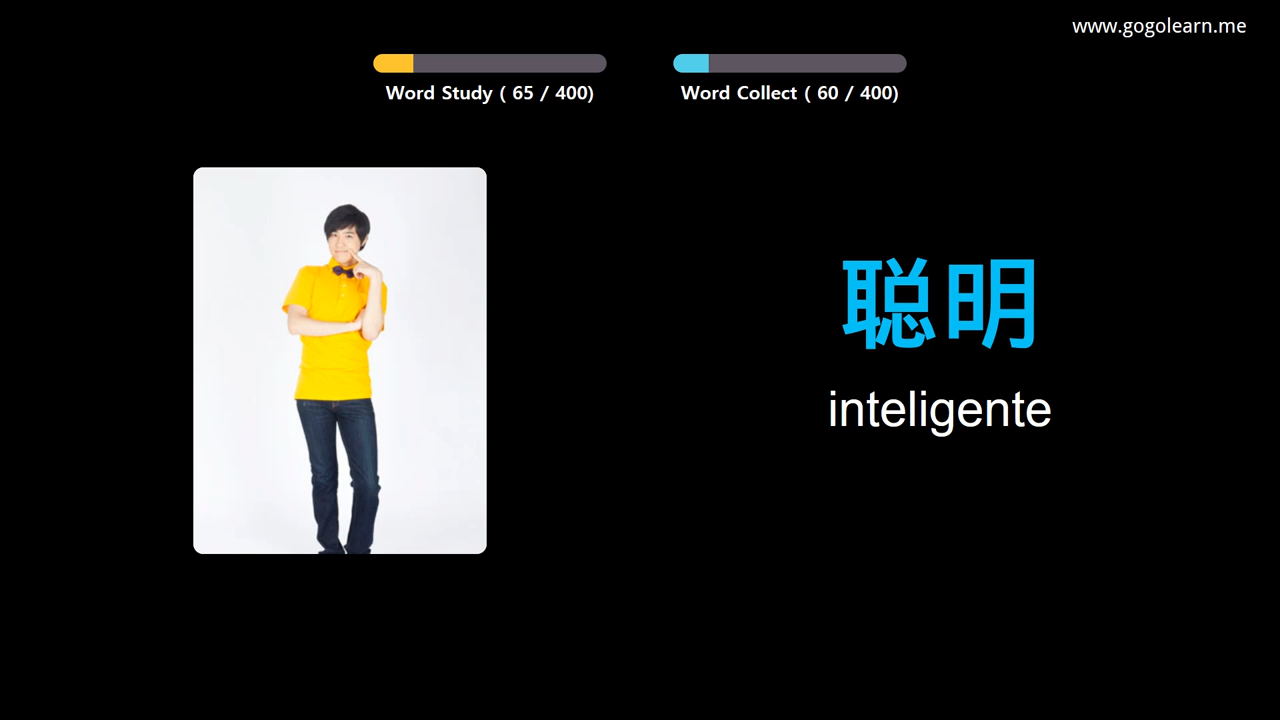 www.gogolearn.me
Word Study ( 65 / 400)
Word Collect ( 60 / 400)
聪明
inteligente